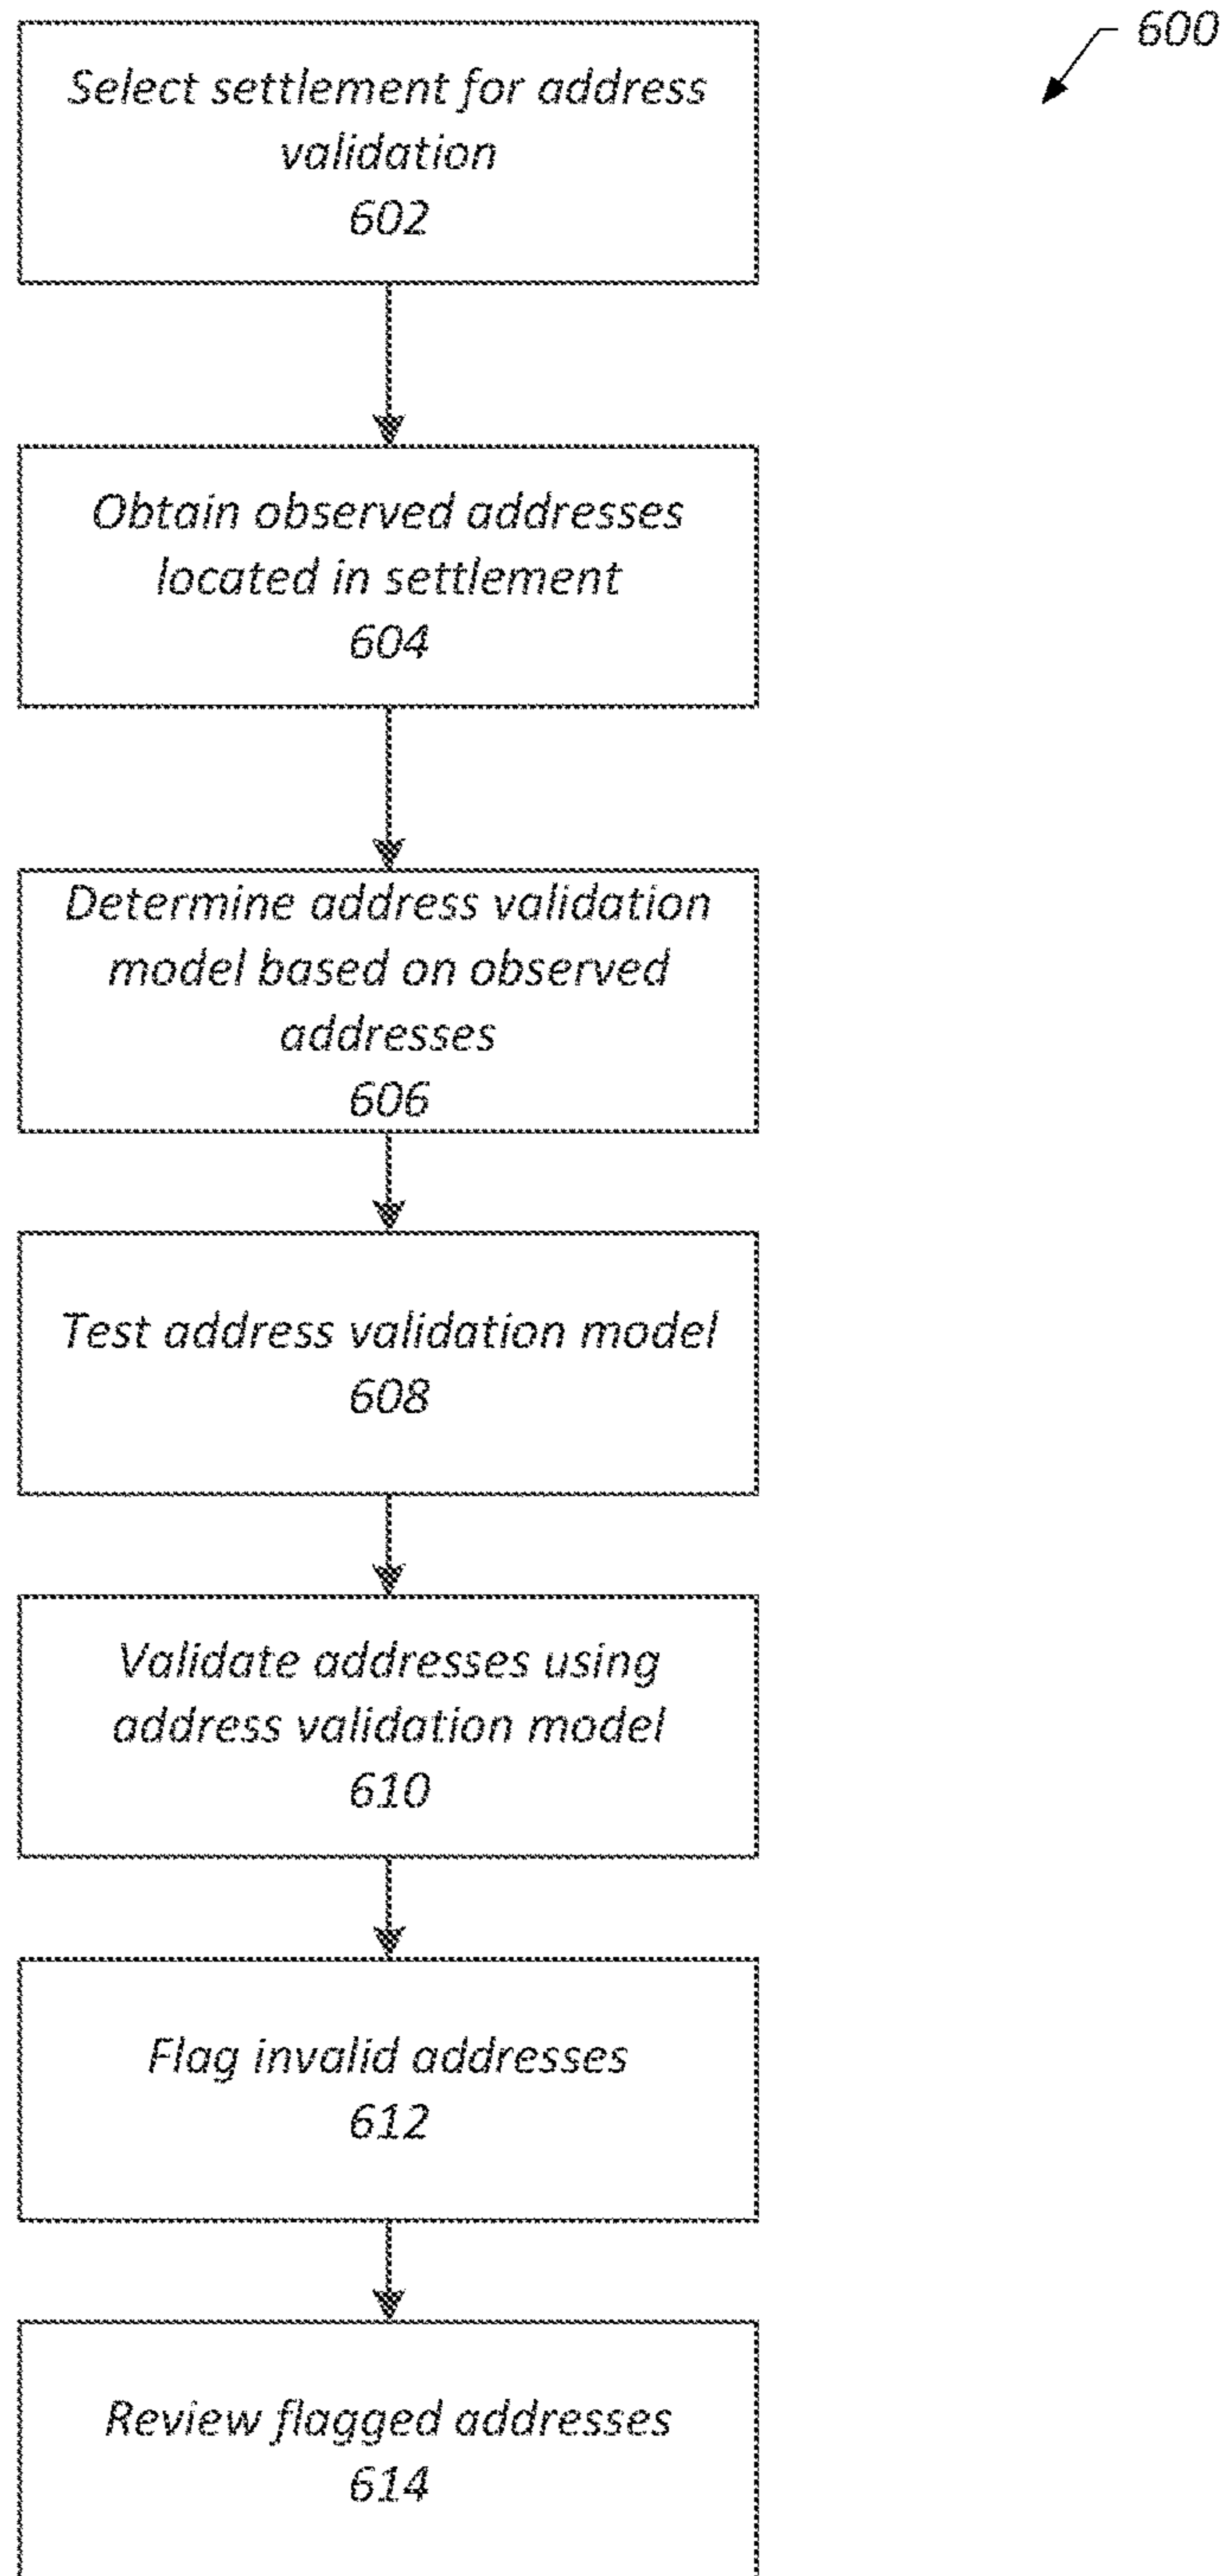 600
Select settlement for address
validation
602
Obtain observed addresses
located in settlement
604
Determine address validation
model based on observed
addresses
606
Test address validation model
608
Validate addresses using
address validation model
610
Flag invalid addresses
612
Review flagged addresses
614